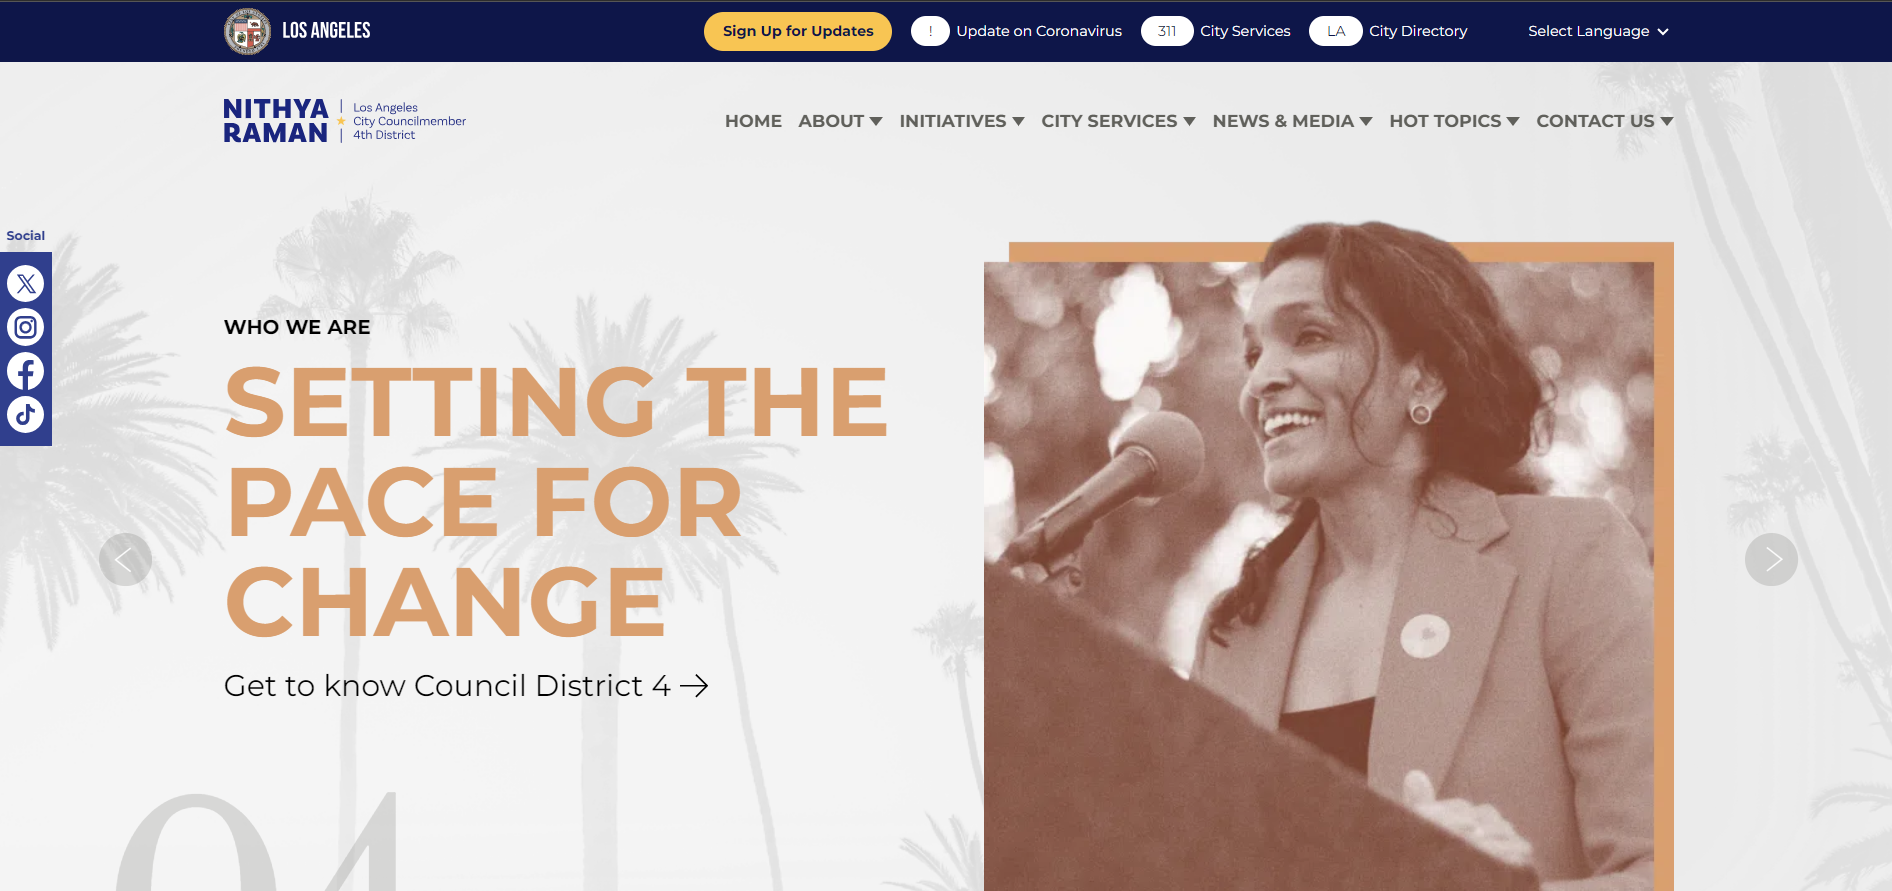 LOS ANGELES
Sign Up for Updates
! Update on Coronavirus
311 City Services
LA City Directory
Select Language
NITHYA
RAMAN
Los Angeles
City Councilmember
4th District
HOME ABOUT INITIATIVES CITY SERVICES NEWS & MEDIA HOT TOPICS CONTACT US
Social
WHO WE ARE
SETTING THE
PACE FOR
CHANGE
Get to know Council District 4
04